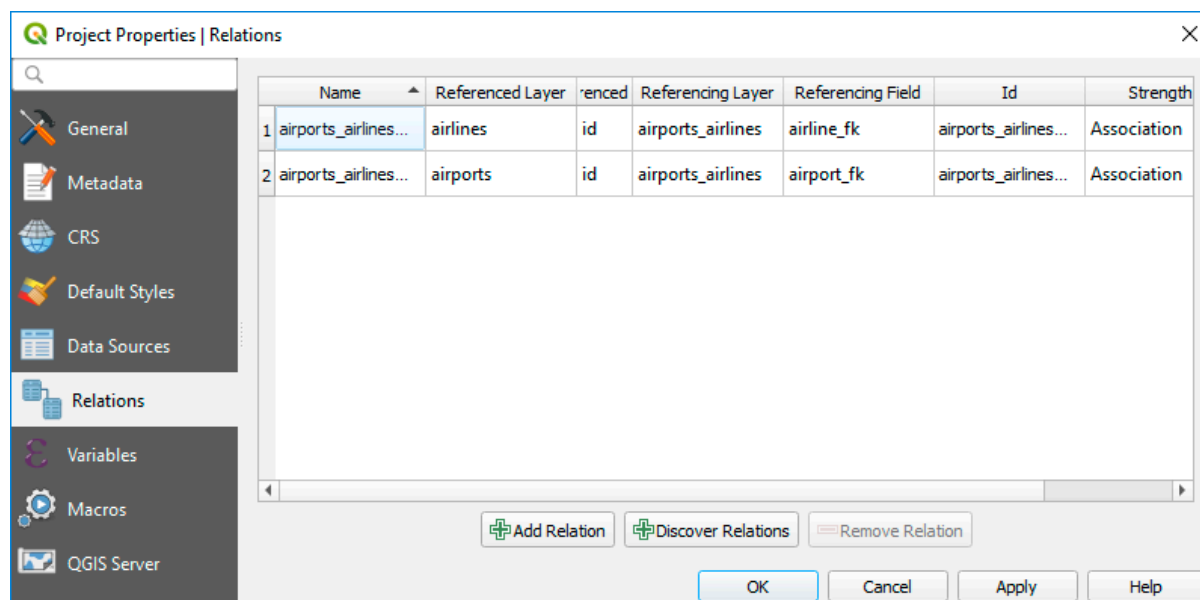 Project Properties | Relations
General
Metadata
CRS
Default Styles
Data Sources
Relations
Variables
Macros
QGIS Server
Name Referenced Layer renced Referencing Layer Referencing Field Id Strength
1 airports_airlines... airlines id airports_airlines airline_fk airports_airlines... Association
2 airports_airlines... airports id airports_airlines airport_fk airports_airlines... Association
Add Relation Discover Relations Remove Relation
OK Cancel Apply Help